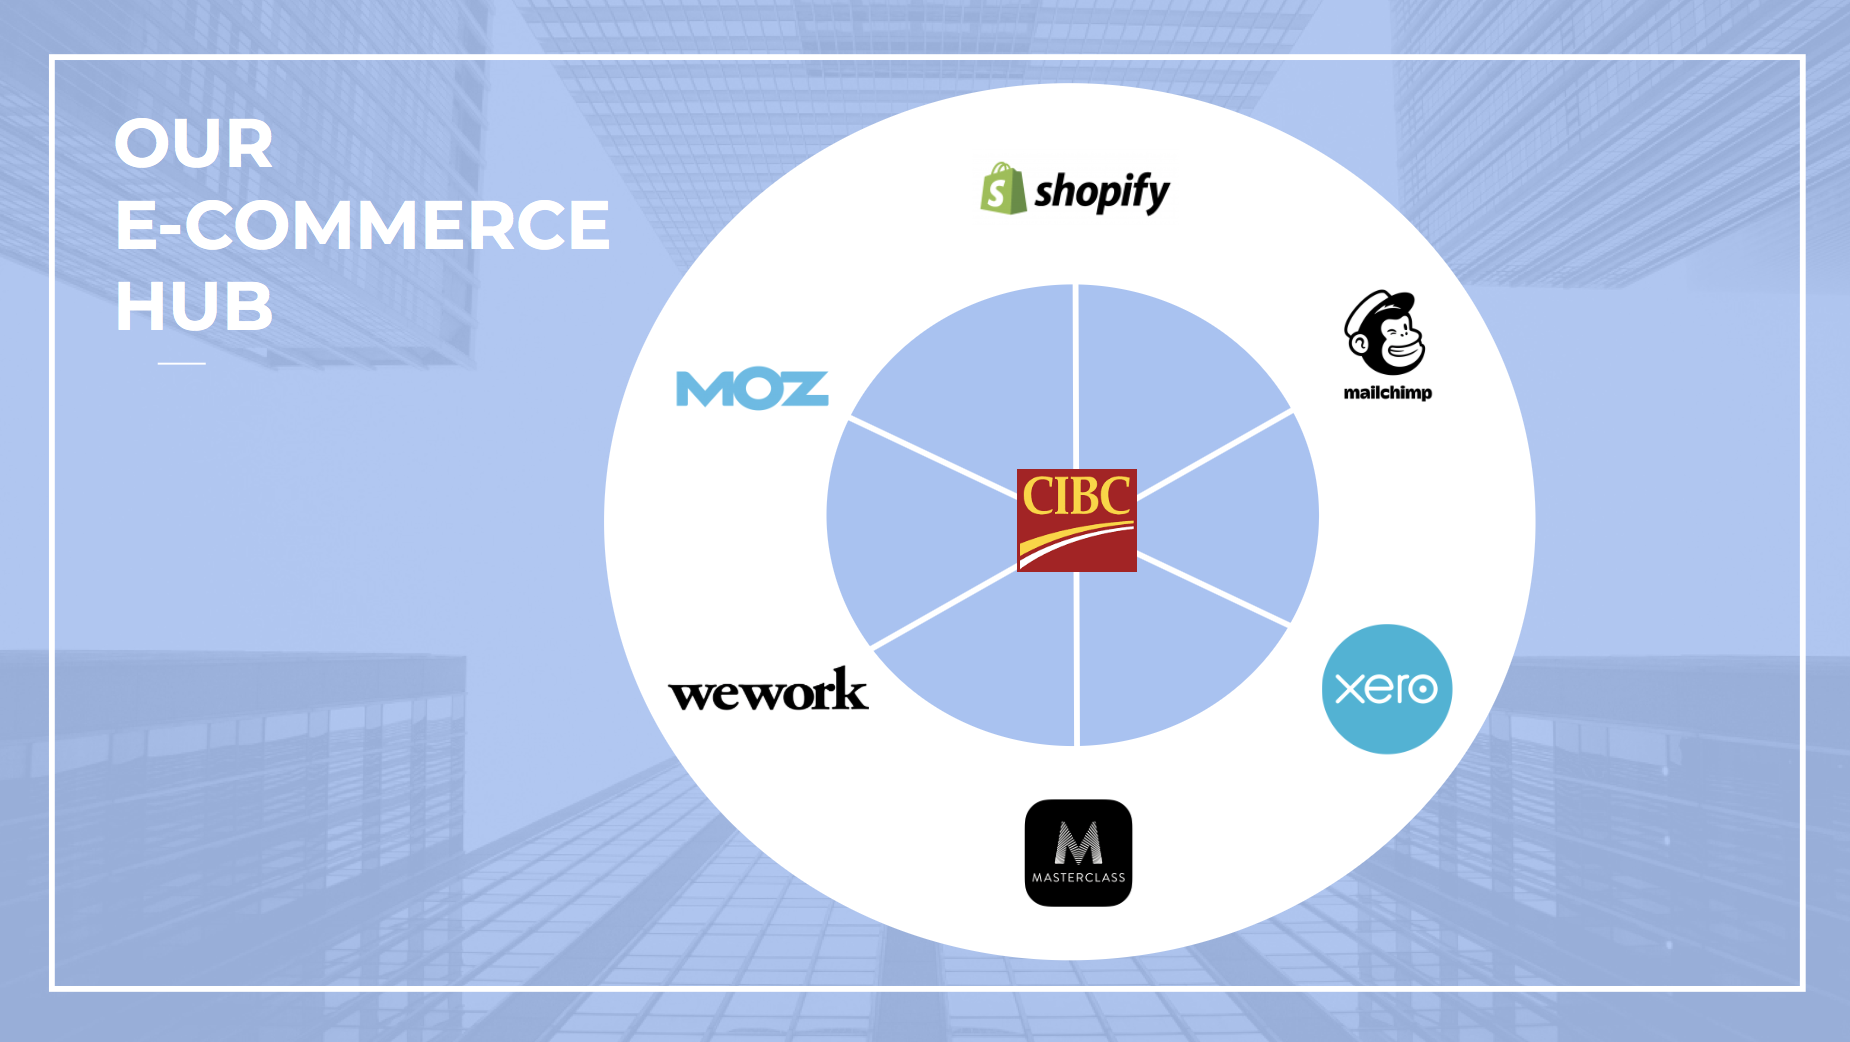 OUR
E-COMMERCE
HUB
shopify
mailchimp
MOZ
CIBC
xero
wework
M
MASTERCLASS